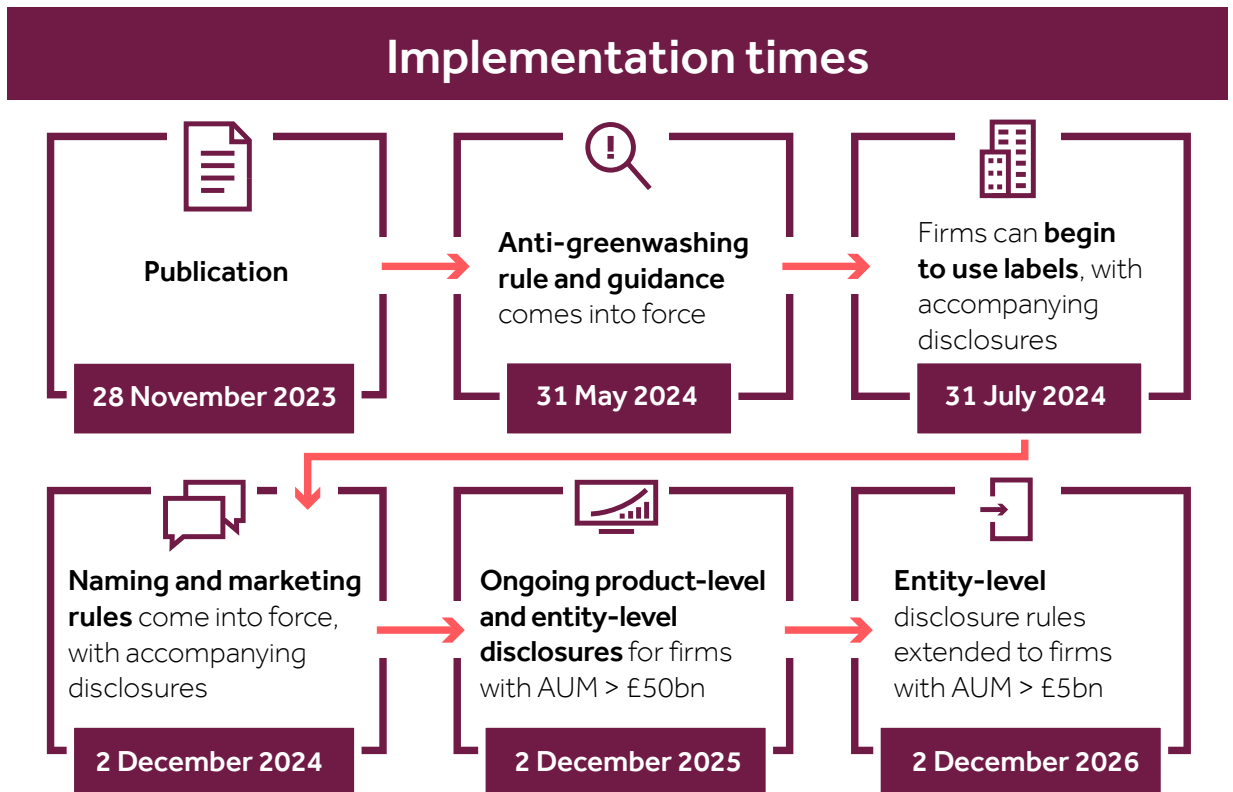 Implementation times
Publication
28 November 2023
Anti-greenwashing
rule and guidance
comes into force
31 May 2024
Firms can begin
to use labels, with
accompanying
disclosures
31 July 2024
Naming and marketing
rules come into force,
with accompanying
disclosures
2 December 2024
Ongoing product-level
and entity-level
disclosures for firms
with AUM > £50bn
2 December 2025
Entity-level
disclosure rules
extended to firms
with AUM > £5bn
2 December 2026